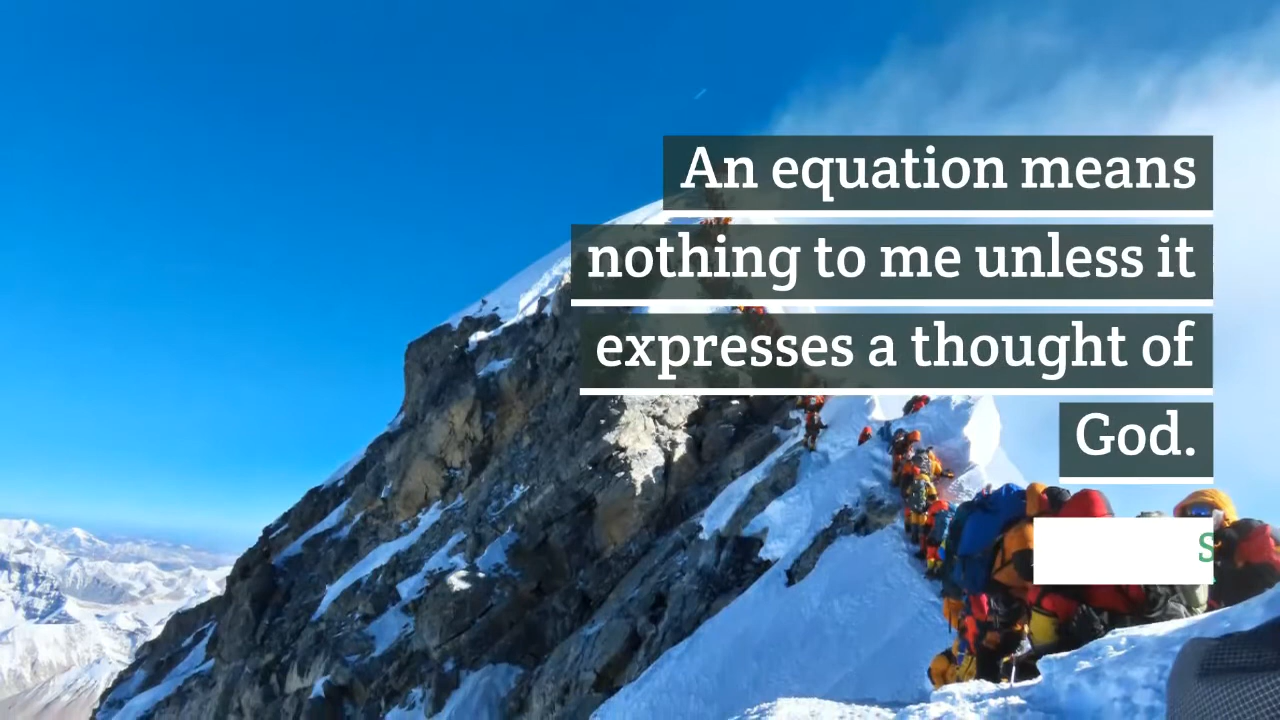 An equation means
nothing to me unless it
expresses a thought of
God.
S